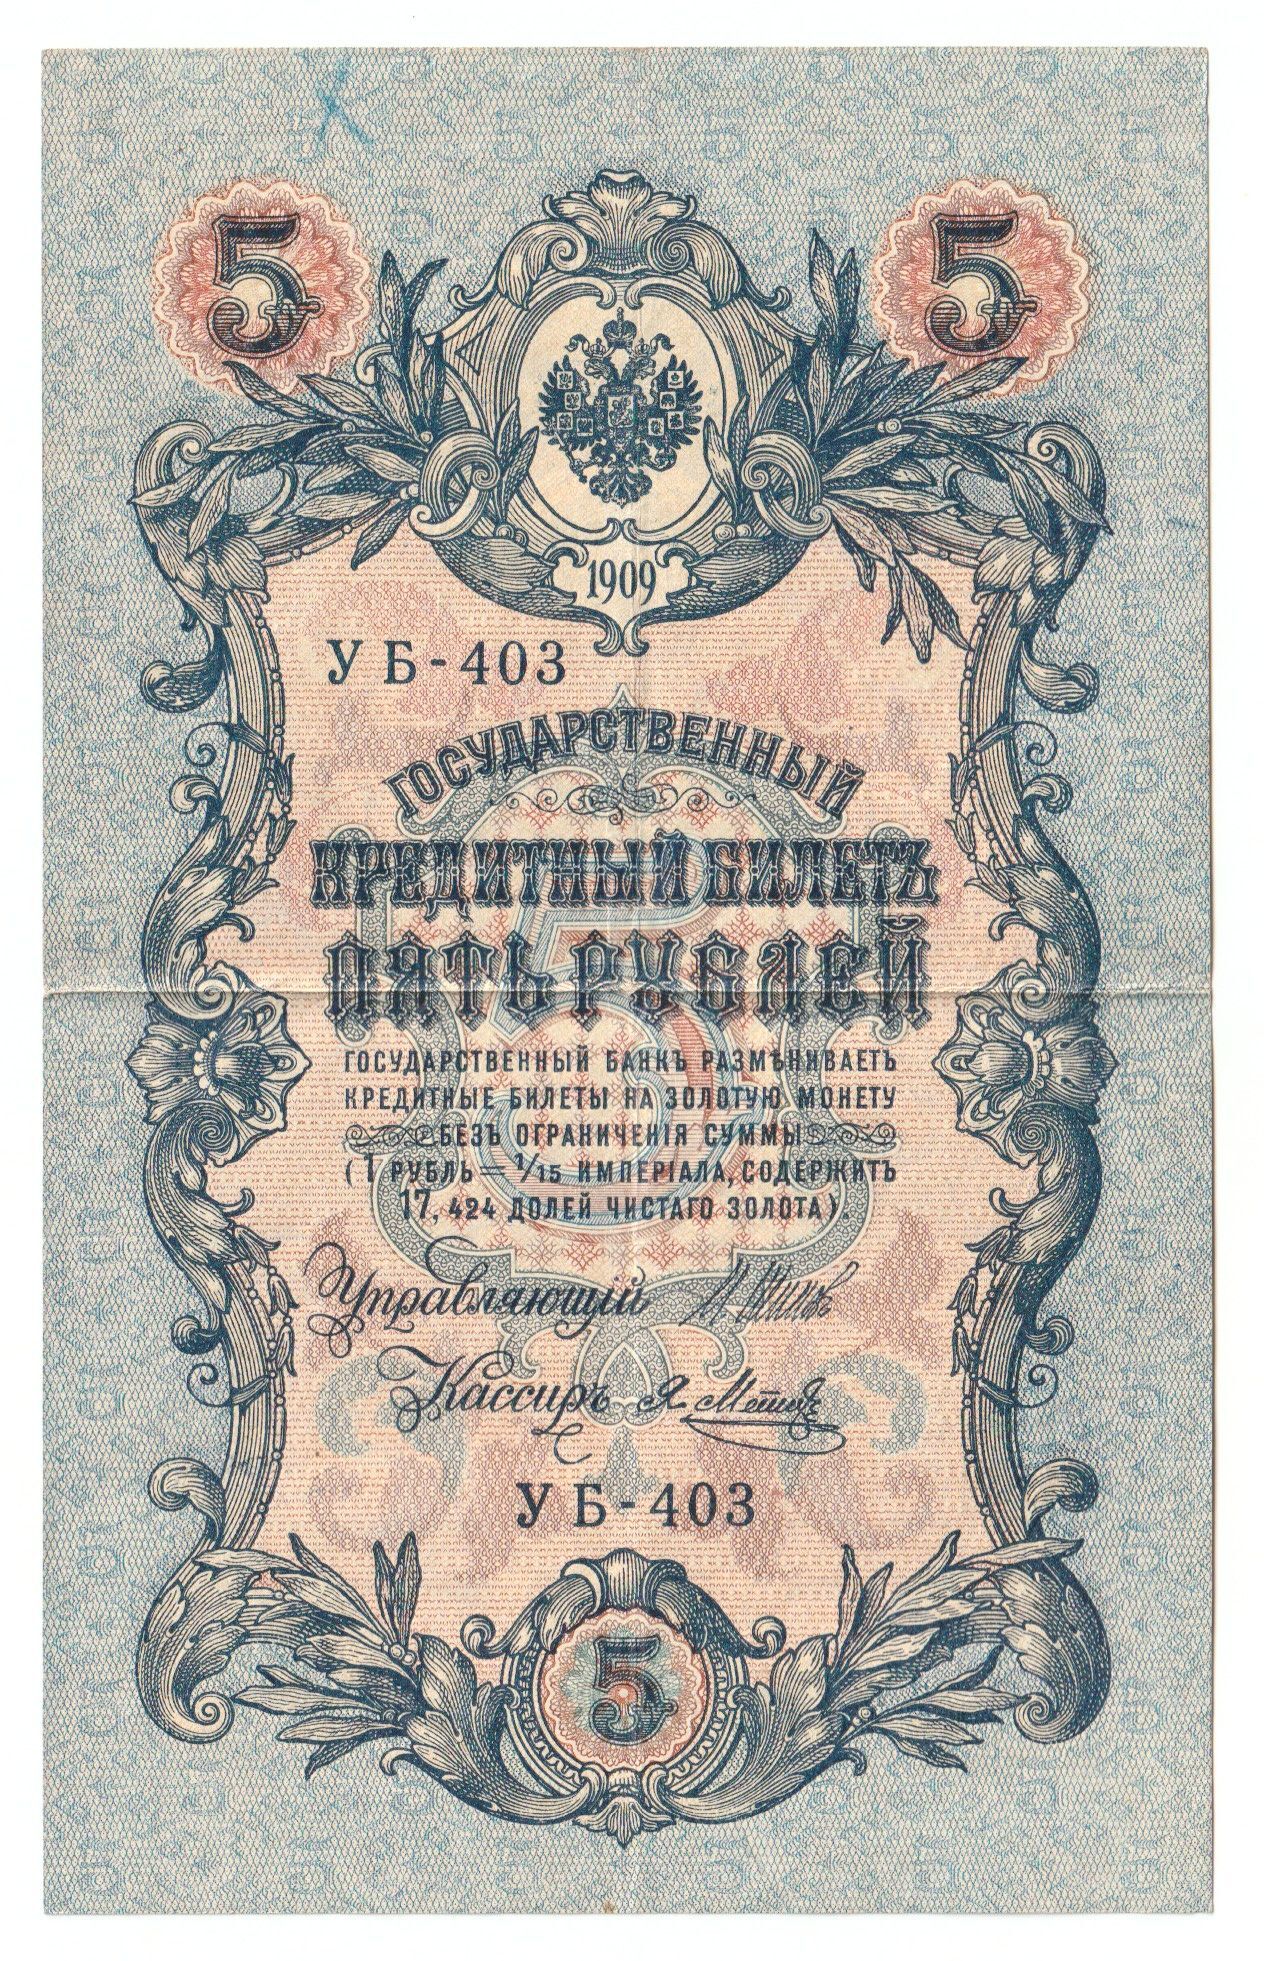 5 5
1909
УБ-403
ГОСУДАРСТВЕННЫЙ
КРЕДИТНЫЙ БИЛЕТЪ
ПЯТЬ РУБЛЕЙ
5
ГОСУДАРСТВЕННЫЙ БАНКЪ РАЗМѢНИВАЕТЪ
КРЕДИТНЫЕ БИЛЕТЫ НА ЗОЛОТУЮ МОНЕТУ
БЕЗЪ ОГРАНИЧЕНІЯ СУММЫ
(1 РУБЛЬ = 1/15 ИМПЕРІАЛА, СОДЕРЖИТЪ
17,424 ДОЛЕЙ ЧИСТАГО ЗОЛОТА).
Управляющій
Кассиръ
УБ-403
5